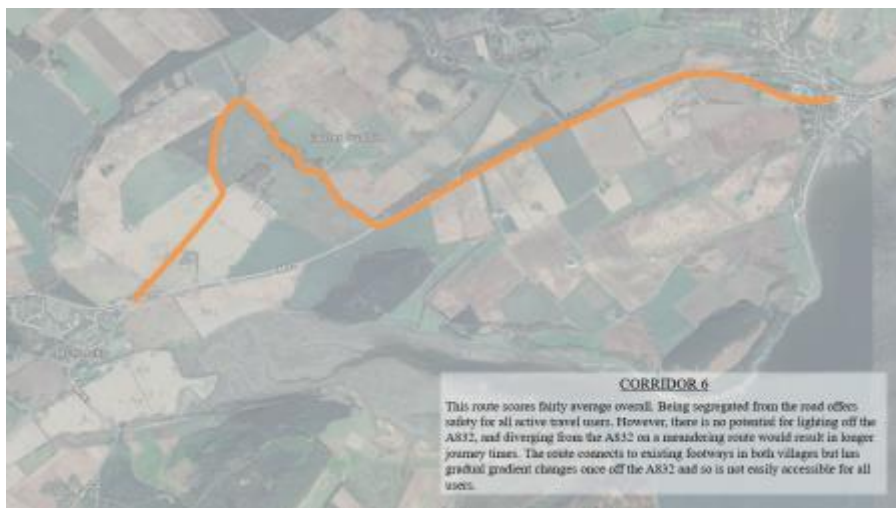 CORRIDOR 6
This route scores fairly average overall. Being segregated from the road offers
safety for all active travel users. However, there is no potential for lighting off the
A832, and diverging from the A832 on a meandering route would result in longer
journey times. The route connects to existing footways in both villages but has
gradual gradient changes once off the A832 and so is not easily accessible for all
users.